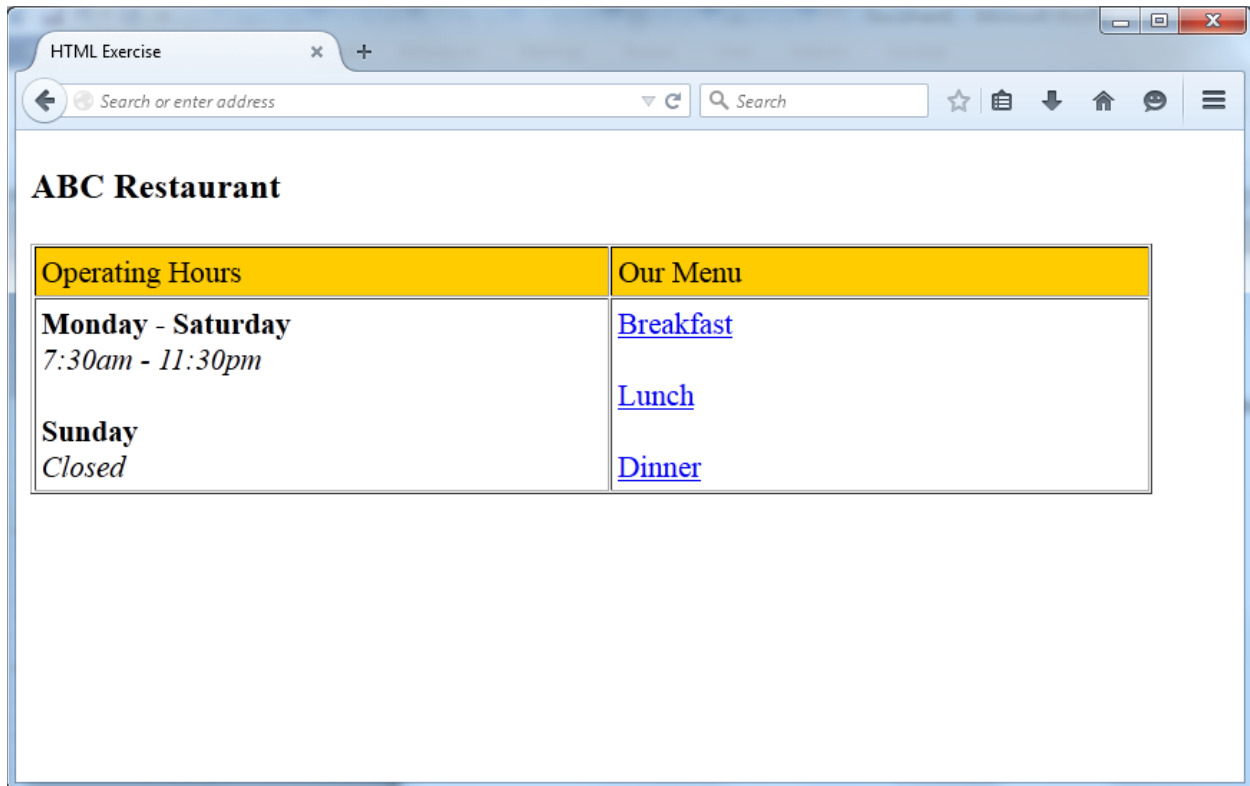 HTML Exercise
Search or enter address
Search
ABC Restaurant
Operating Hours
Our Menu
Monday - Saturday
7:30am - 11:30pm
Sunday
Closed
Breakfast
Lunch
Dinner